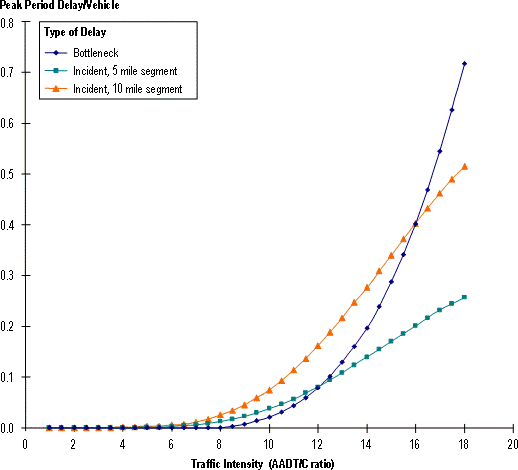 Peak Period Delay/Vehicle
Type of Delay
Bottleneck
Incident, 5 mile segment
Incident, 10 mile segment
0.8
0.7
0.6
0.5
0.4
0.3
0.2
0.1
0.0
0 2 4 6 8 10 12 14 16 18 20
Traffic Intensity (AADT/C ratio)